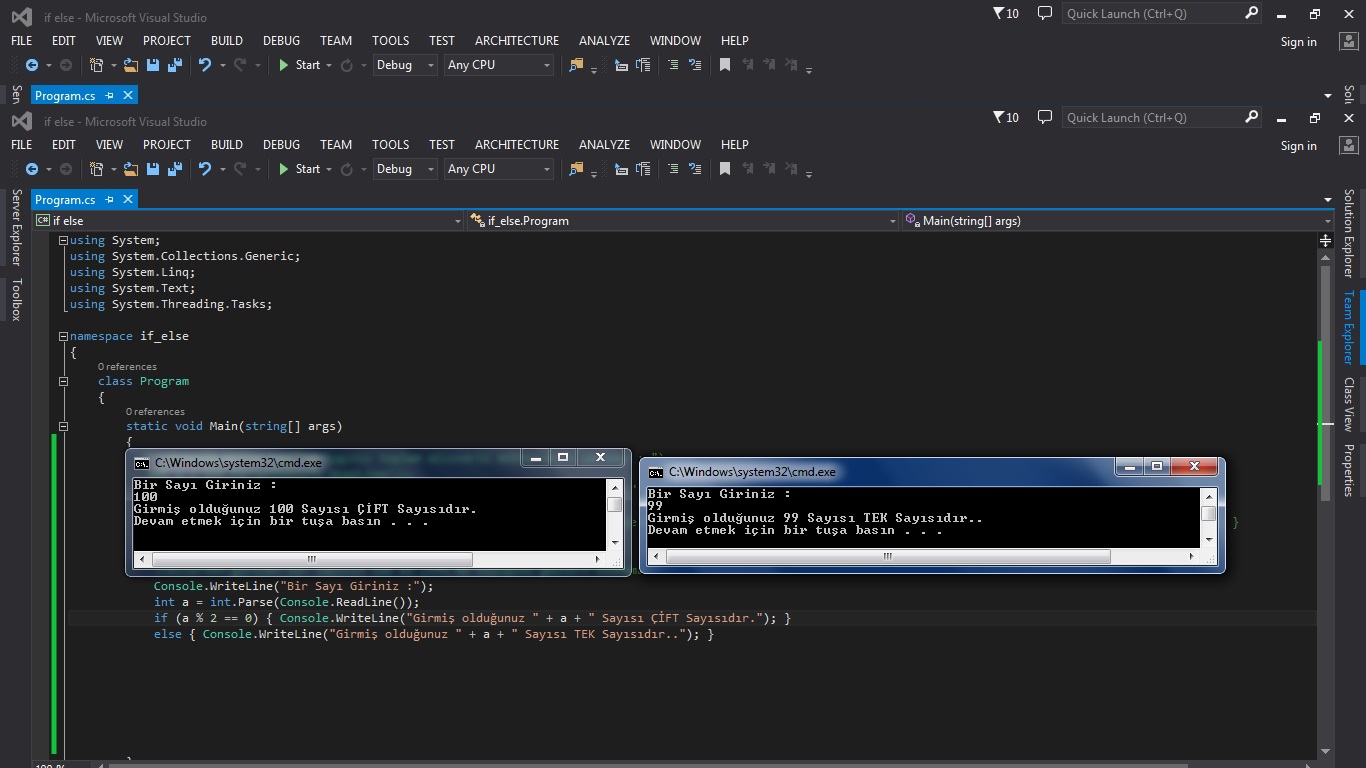 if else - Microsoft Visual Studio
10
Quick Launch (Ctrl+Q)
FILE EDIT VIEW PROJECT BUILD DEBUG TEAM TOOLS TEST ARCHITECTURE ANALYZE WINDOW HELP
Sign in
Start Debug Any CPU
Program.cs
if else - Microsoft Visual Studio
10
Quick Launch (Ctrl+Q)
FILE EDIT VIEW PROJECT BUILD DEBUG TEAM TOOLS TEST ARCHITECTURE ANALYZE WINDOW HELP
Sign in
Start Debug Any CPU
Program.cs
C# if else
if_else.Program
Main(string[] args)
Server Explorer
Toolbox
Solution Explorer
Team Explorer
Class View
Properties
using System;
using System.Collections.Generic;
using System.Linq;
using System.Text;
using System.Threading.Tasks;
namespace if_else
{
0 references
class Program
{
0 references
static void Main(string[] args)
{
C:\Windows\system32\cmd.exe
Bir Sayı Giriniz :
100
Girmiş olduğunuz 100 Sayısı ÇİFT Sayısıdır.
Devam etmek için bir tuşa basın . . .
C:\Windows\system32\cmd.exe
Bir Sayı Giriniz :
99
Girmiş olduğunuz 99 Sayısı TEK Sayısıdır..
Devam etmek için bir tuşa basın . . .
}
Console.WriteLine("Bir Sayı Giriniz :");
int a = int.Parse(Console.ReadLine());
if (a % 2 == 0) { Console.WriteLine("Girmiş olduğunuz " + a + " Sayısı ÇİFT Sayısıdır."); }
else { Console.WriteLine("Girmiş olduğunuz " + a + " Sayısı TEK Sayısıdır.."); }